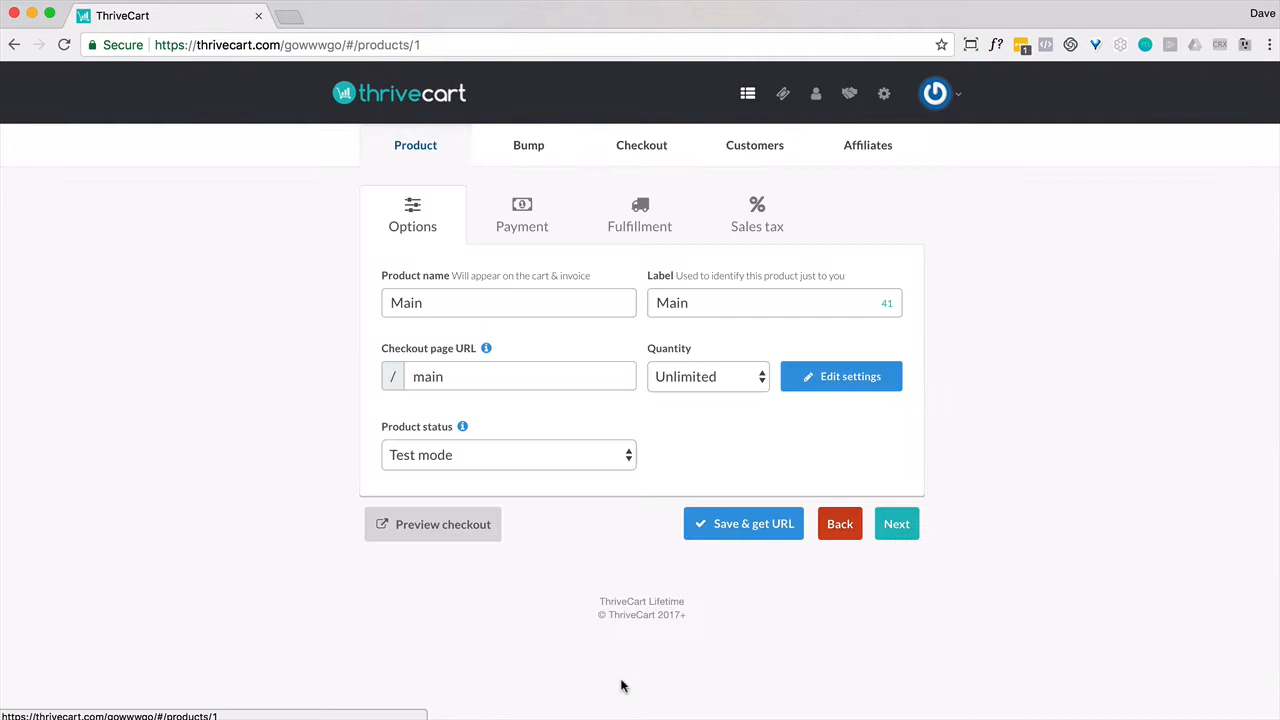 ThriveCart
Dave
Secure https://thrivecart.com/gowwwgo/#/products/1
f? 1 CRX
thrivecart
Product Bump Checkout Customers Affiliates
Options Payment Fulfillment Sales tax
Product name Will appear on the cart & invoice Label Used to identify this product just to you
Main Main 41
Checkout page URL Quantity
/ main Unlimited Edit settings
Product status
Test mode
Preview checkout Save & get URL Back Next
ThriveCart Lifetime
© ThriveCart 2017+
https://thrivecart.com/gowwwgo/#/products/1